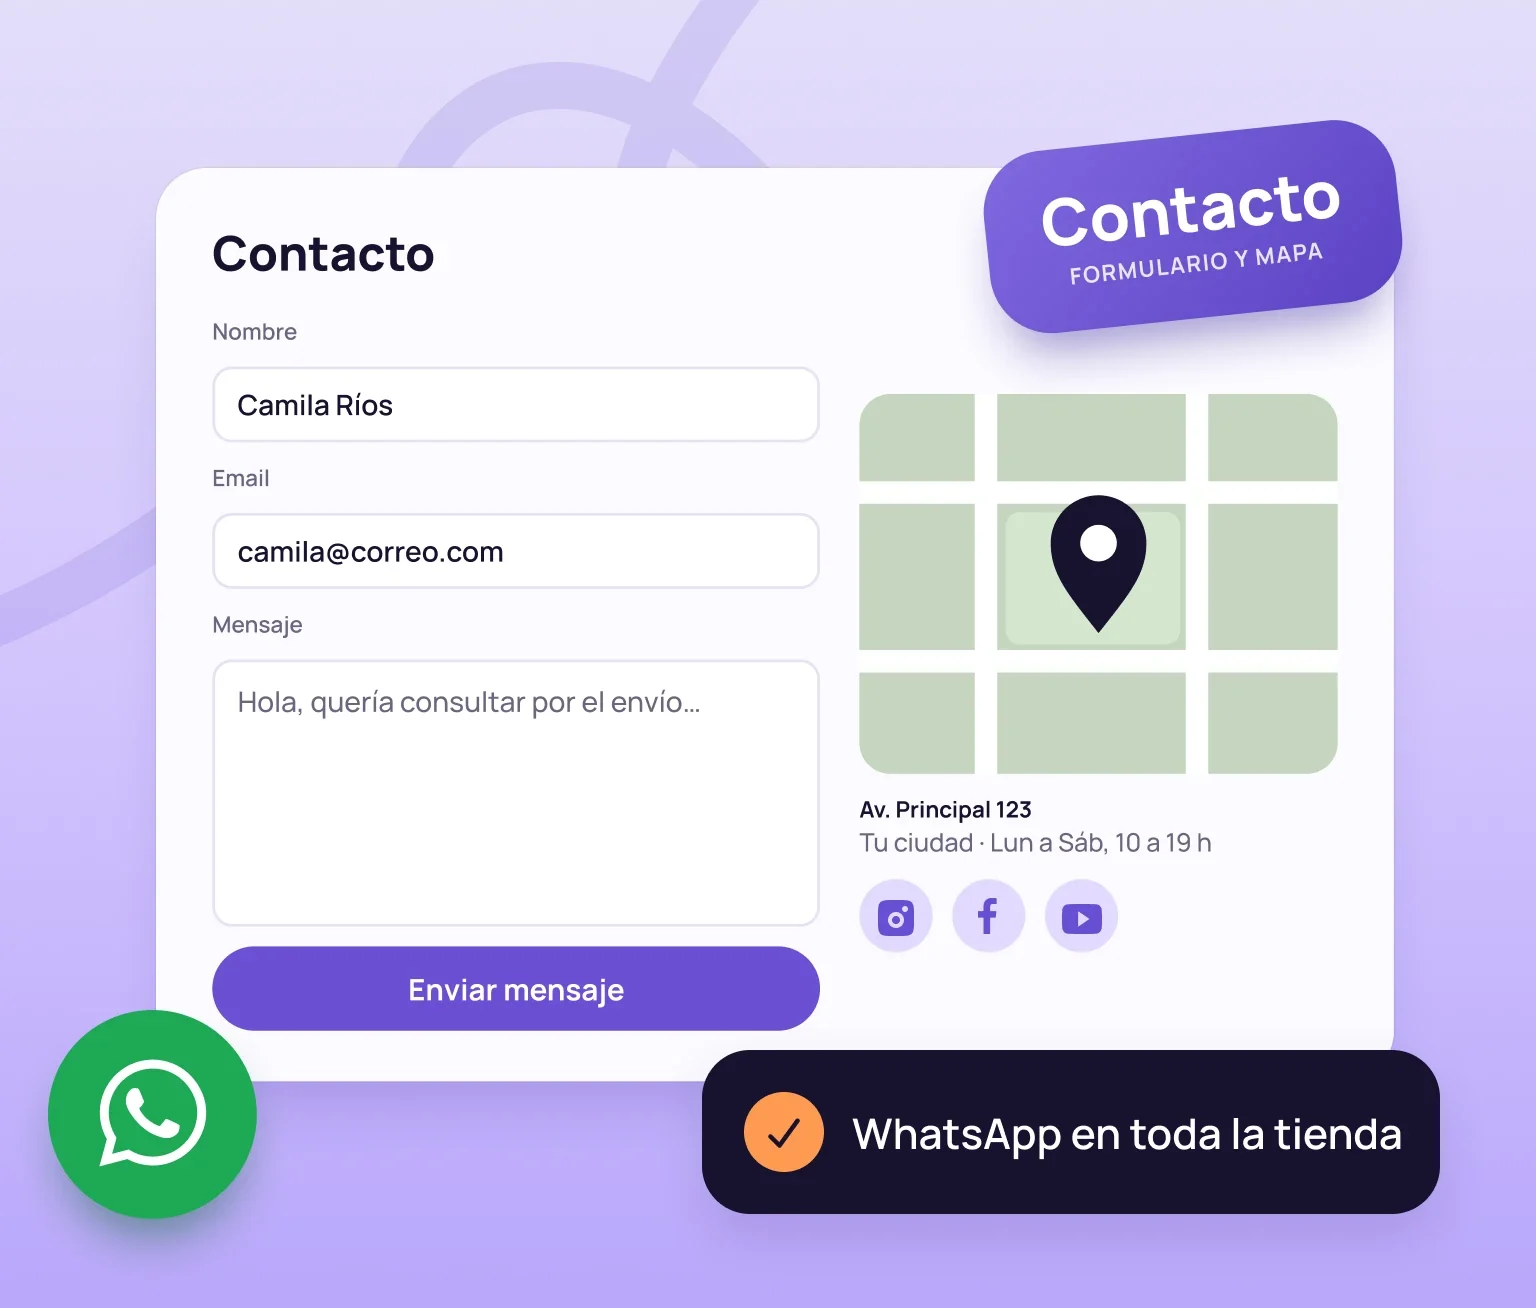 Contacto
FORMULARIO Y MAPA
Contacto
Nombre
Camila Ríos
Email
camila@correo.com
Mensaje
Hola, quería consultar por el envío...
Enviar mensaje
Av. Principal 123
Tu ciudad · Lun a Sáb, 10 a 19 h
WhatsApp en toda la tienda